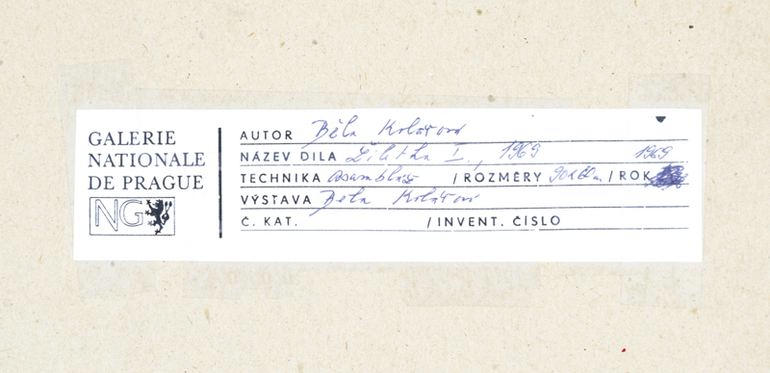 GALERIE
NATIONALE
DE PRAGUE
NG
AUTOR Běla Kolářová
NÁZEV DÍLA Žiletka I., 1969 1969
TECHNIKA asambláž / ROZMĚRY 90x60 / ROK
VÝSTAVA Běla Kolářová
Č. KAT. / INVENT. ČÍSLO